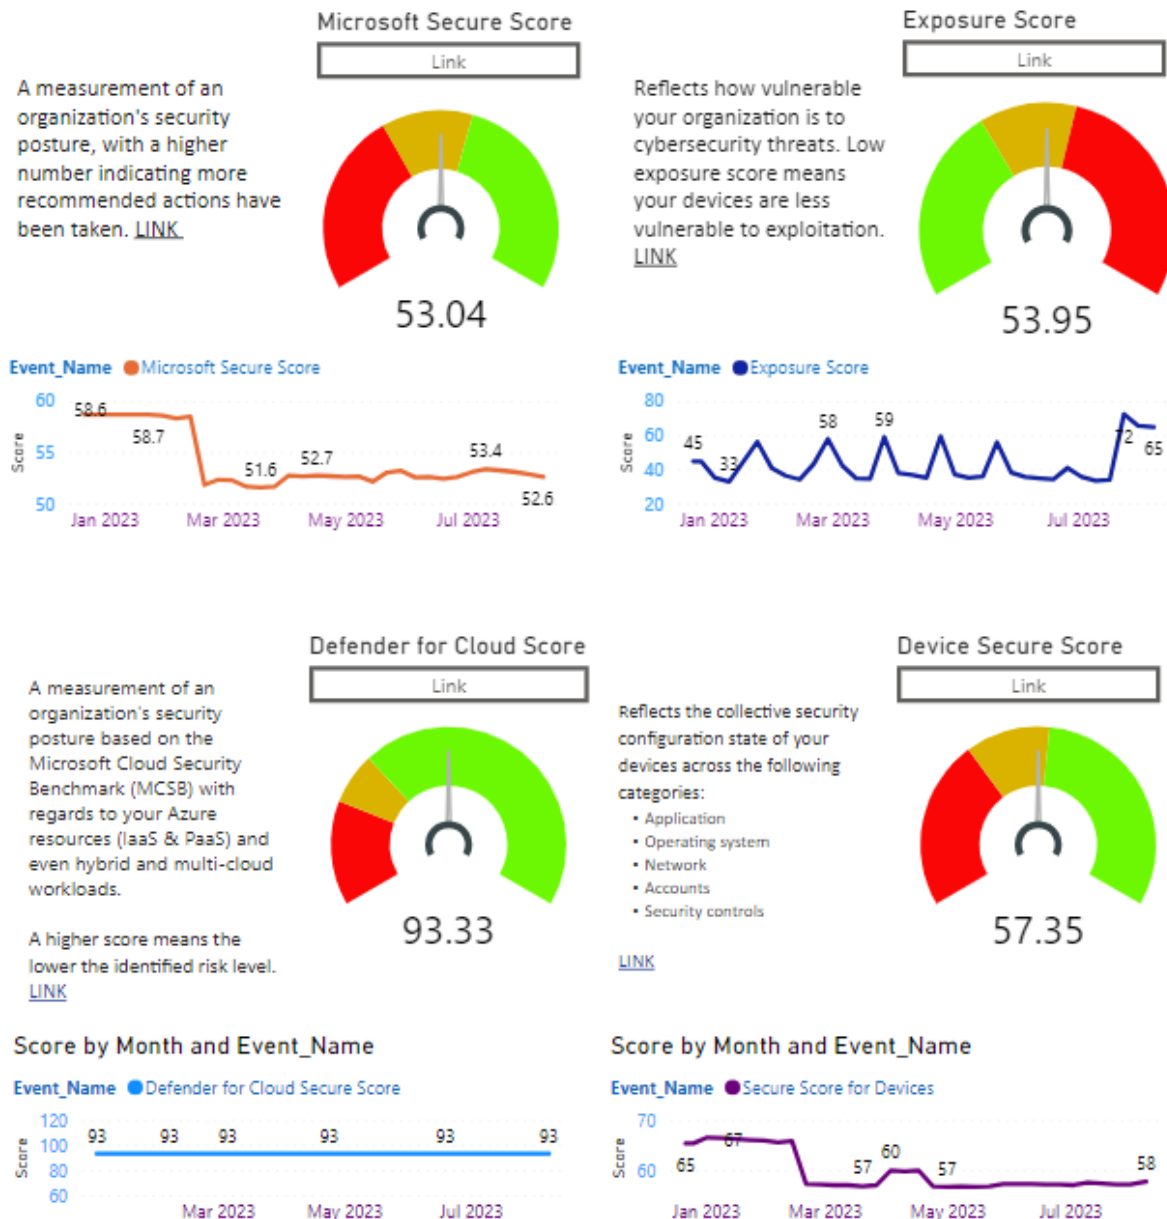 Microsoft Secure Score
Link
A measurement of an
organization's security
posture, with a higher
number indicating more
recommended actions have
been taken. LINK
53.04
Exposure Score
Link
Reflects how vulnerable
your organization is to
cybersecurity threats. Low
exposure score means
your devices are less
vulnerable to exploitation.
LINK
53.95
Event_Name Microsoft Secure Score
Score
60
55
50
58.6
58.7
51.6
52.7
53.4
52.6
Jan 2023 Mar 2023 May 2023 Jul 2023
Event_Name Exposure Score
Score
80
60
40
20
45
33
58
59
72
65
Jan 2023 Mar 2023 May 2023 Jul 2023
Defender for Cloud Score
Link
A measurement of an
organization's security
posture based on the
Microsoft Cloud Security
Benchmark (MCSB) with
regards to your Azure
resources (IaaS & PaaS) and
even hybrid and multi-cloud
workloads.
A higher score means the
lower the identified risk level.
LINK
93.33
Device Secure Score
Link
Reflects the collective security
configuration state of your
devices across the following
categories:
• Application
• Operating system
• Network
• Accounts
• Security controls
LINK
57.35
Score by Month and Event_Name
Event_Name Defender for Cloud Secure Score
Score
120
100
80
60
93 93 93 93 93 93
Mar 2023 May 2023 Jul 2023
Score by Month and Event_Name
Event_Name Secure Score for Devices
Score
70
60
65
67
57
60
57
58
Jan 2023 Mar 2023 May 2023 Jul 2023